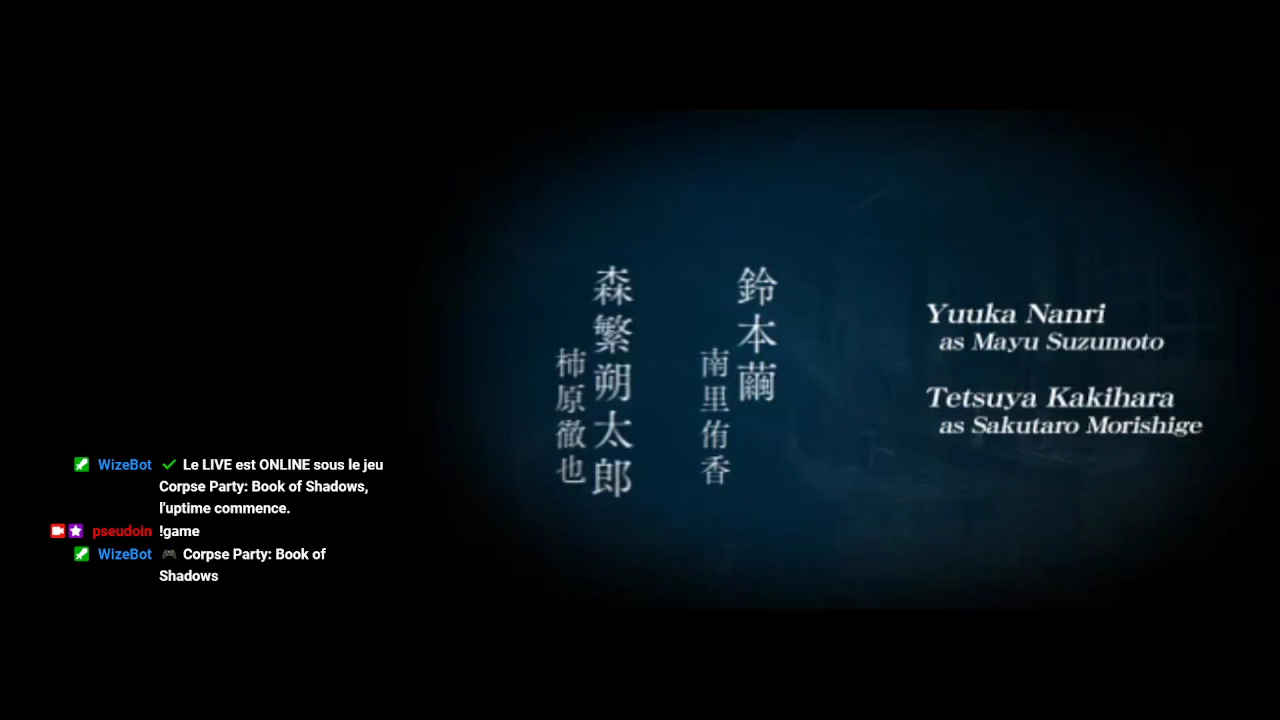 鈴本繭
南里侑香
森繁朔太郎
柿原徹也
Yuuka Nanri
as Mayu Suzumoto
Tetsuya Kakihara
as Sakutaro Morishige
WizeBot Le LIVE est ONLINE sous le jeu
Corpse Party: Book of Shadows,
l'uptime commence.
pseudoin !game
WizeBot 🎮 Corpse Party: Book of
Shadows